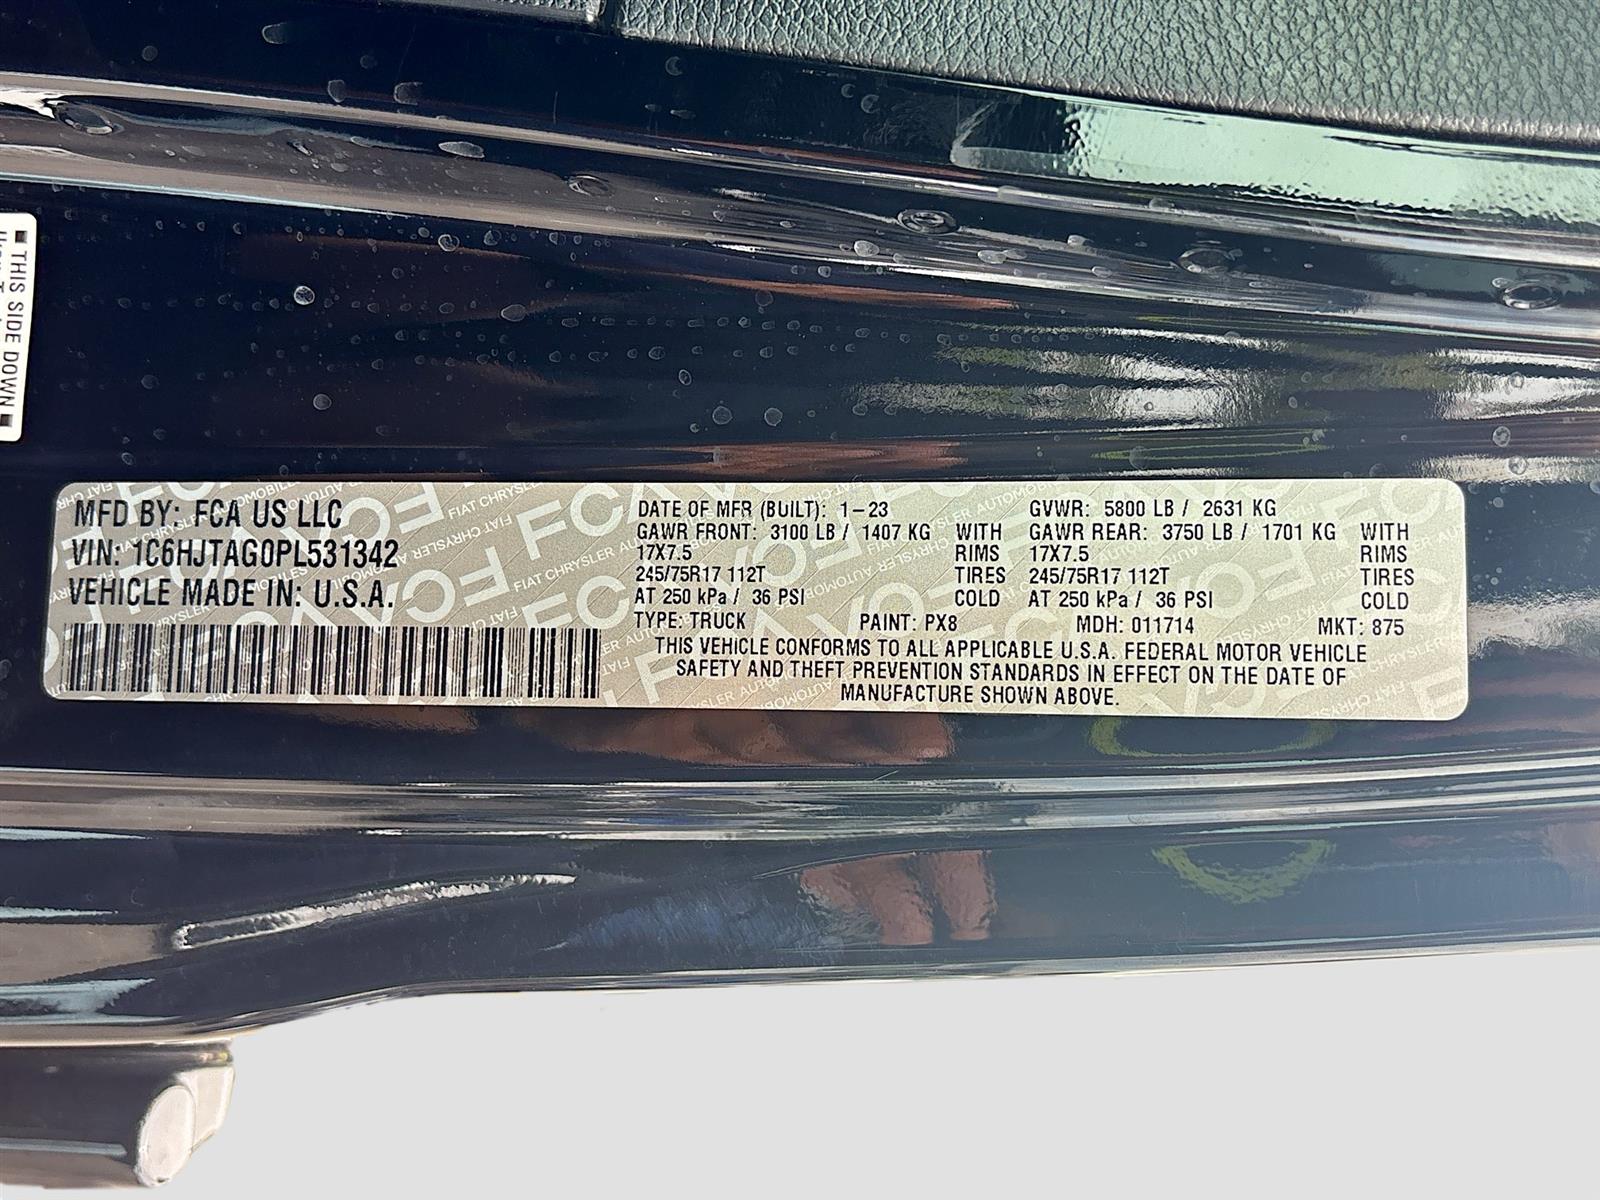 THIS SIDE DOWN
MFD BY: FCA US LLC
VIN: 1C6HJTAG0PL531342
VEHICLE MADE IN: U.S.A.
DATE OF MFR (BUILT): 1-23 GVWR: 5800 LB / 2631 KG
GAWR FRONT: 3100 LB / 1407 KG WITH GAWR REAR: 3750 LB / 1701 KG WITH
17X7.5 RIMS 17X7.5 RIMS
245/75R17 112T TIRES 245/75R17 112T TIRES
AT 250 kPa / 36 PSI COLD AT 250 kPa / 36 PSI COLD
TYPE: TRUCK PAINT: PX8 MDH: 011714 MKT: 875
THIS VEHICLE CONFORMS TO ALL APPLICABLE U.S.A. FEDERAL MOTOR VEHICLE
SAFETY AND THEFT PREVENTION STANDARDS IN EFFECT ON THE DATE OF
MANUFACTURE SHOWN ABOVE.